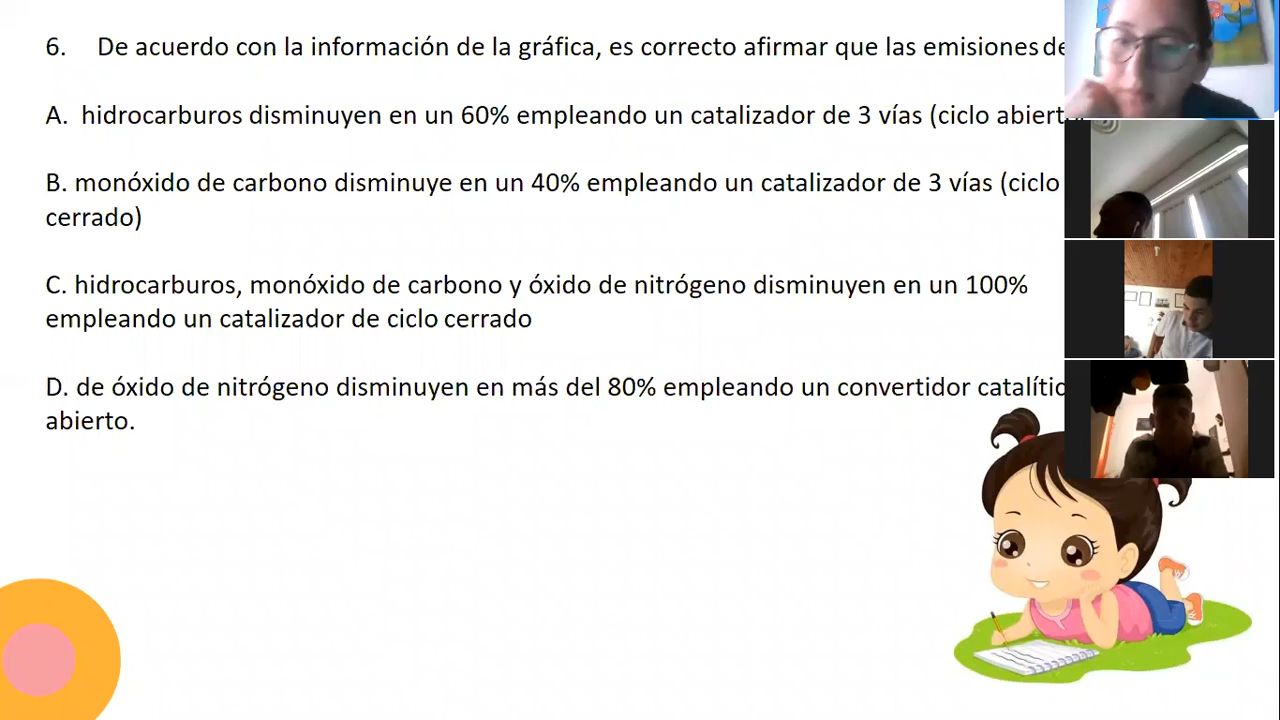 6. De acuerdo con la información de la gráfica, es correcto afirmar que las emisiones de
A. hidrocarburos disminuyen en un 60% empleando un catalizador de 3 vías (ciclo
B. monóxido de carbono disminuye en un 40% empleando un catalizador de 3 vías (ciclo
cerrado)
C. hidrocarburos, monóxido de carbono y óxido de nitrógeno disminuyen en un 100%
empleando un catalizador de ciclo cerrado
D. de óxido de nitrógeno disminuyen en más del 80% empleando un convertidor
abierto.